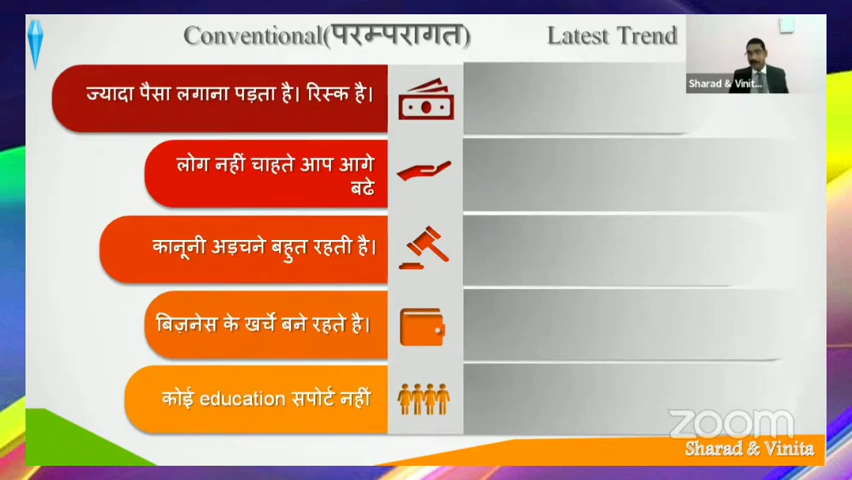 Conventional(परम्परागत)
Latest Trend
Sharad & Vinit...
ज्यादा पैसा लगाना पड़ता है। रिस्क है।
लोग नहीं चाहते आप आगे
बढे
कानूनी अड़चने बहुत रहती है।
बिज़नेस के खर्चे बने रहते है।
कोई education सपोर्ट नहीं
zoom
Sharad & Vinita